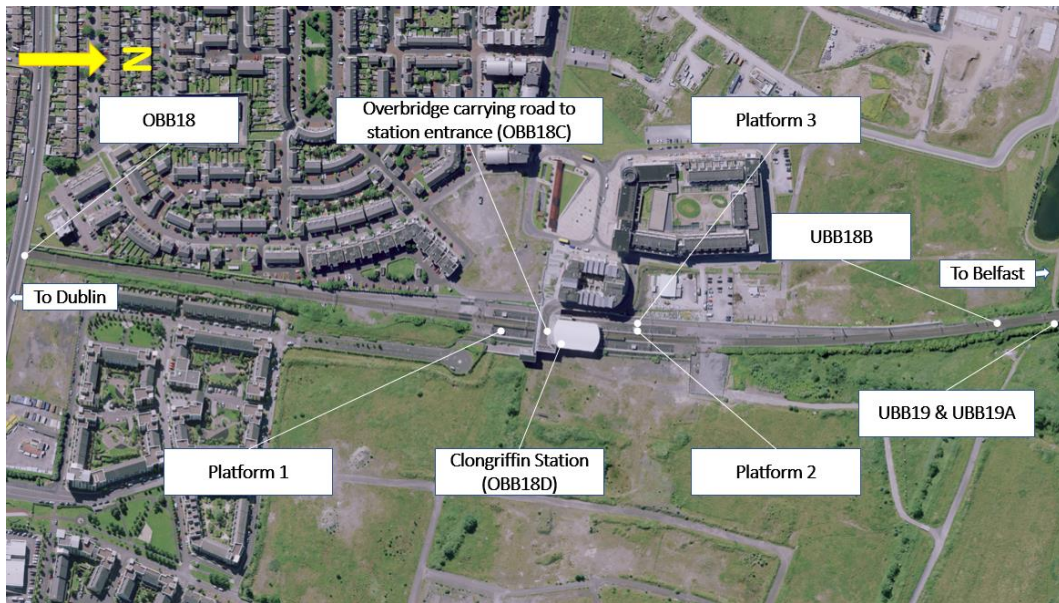 N
OBB18
Overbridge carrying road to
station entrance (OBB18C)
Platform 3
UBB18B
To Belfast
To Dublin
UBB19 & UBB19A
Platform 1
Clongriffin Station
(OBB18D)
Platform 2